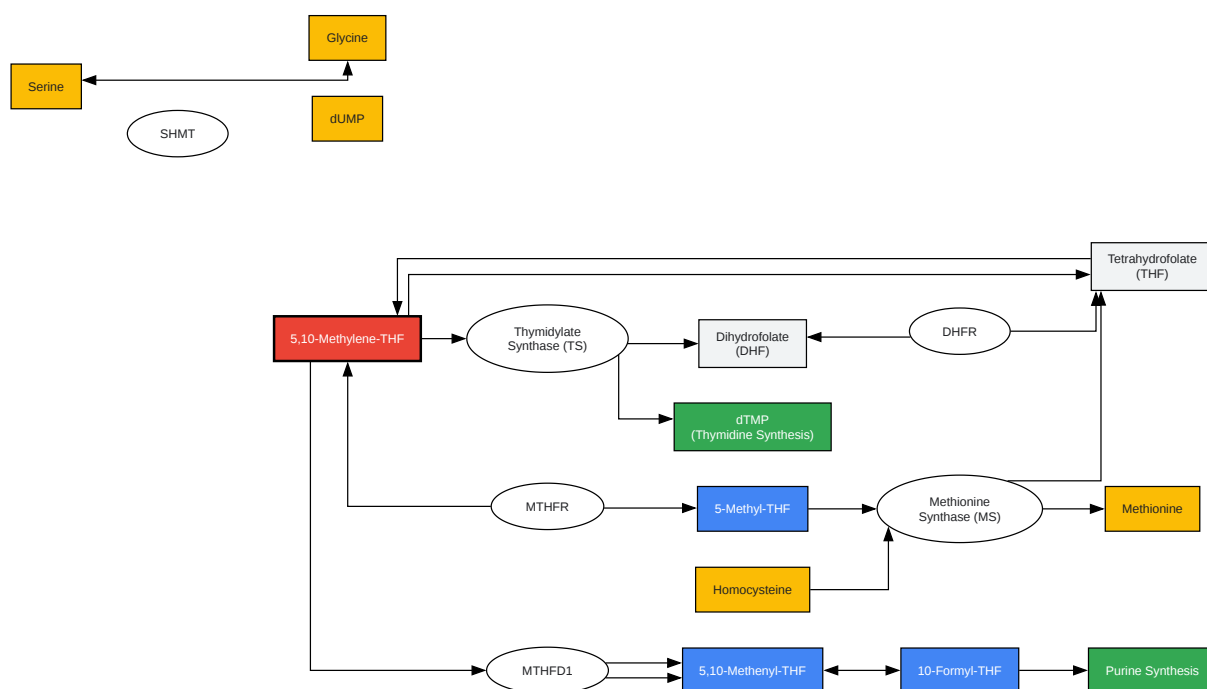 Glycine
Serine
dUMP
SHMT
Tetrahydrofolate
(THF)
5,10-Methylene-THF
Thymidylate
Synthase (TS)
Dihydrofolate
(DHF)
DHFR
dTMP
(Thymidine Synthesis)
MTHFR
5-Methyl-THF
Methionine
Synthase (MS)
Methionine
Homocysteine
MTHFD1
5,10-Methenyl-THF
10-Formyl-THF
Purine Synthesis